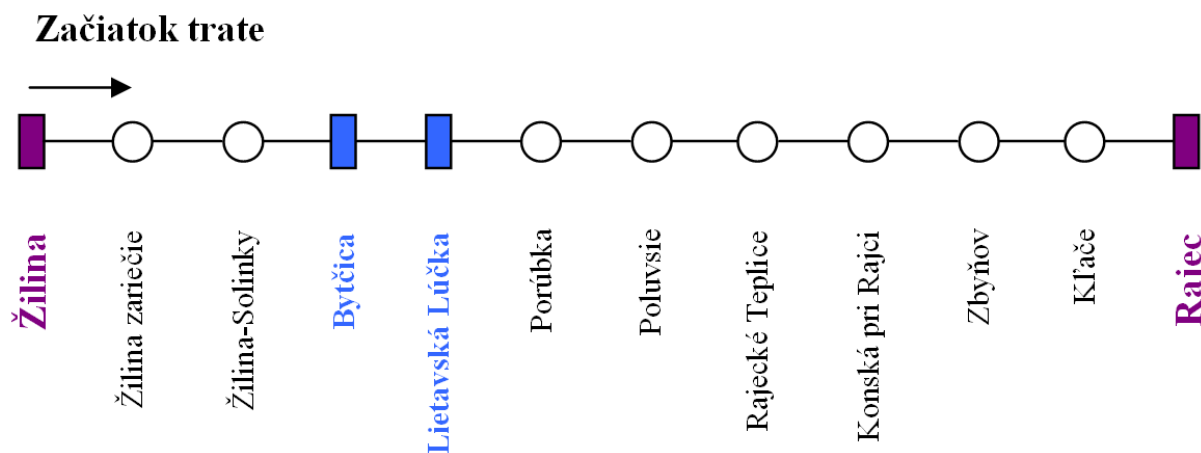 Začiatok trate
Žilina
Žilina zariečie
Žilina-Solinky
Bytčica
Lietavská Lúčka
Porúbka
Poluvsie
Rajecké Teplice
Konská pri Rajci
Zbyňov
Kľače
Rajec